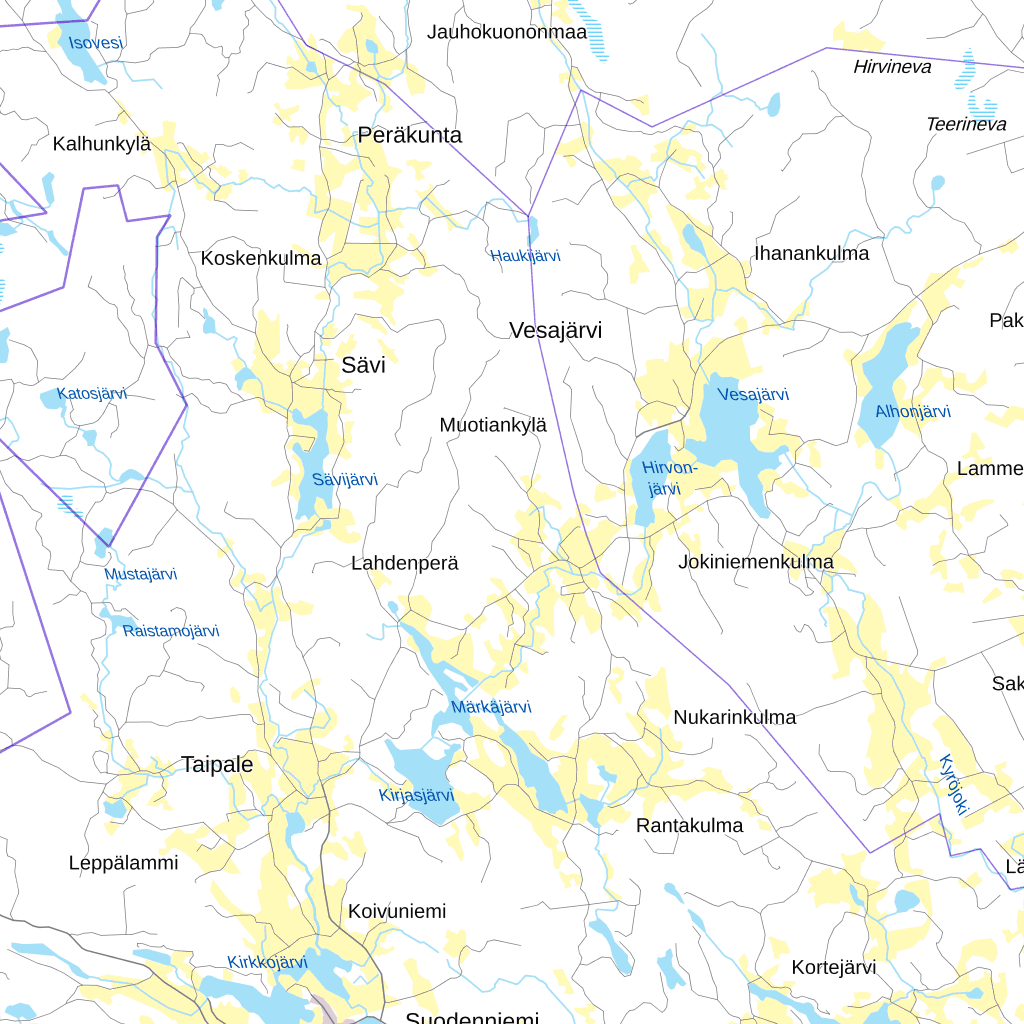 Jauhokuononmaa
Isovesi
Hirvineva
Teerineva
Peräkunta
Kalhunkylä
Koskenkulma
Haukijärvi
Ihanankulma
Pak
Vesajärvi
Sävi
Katosjärvi
Vesajärvi
Alhonjärvi
Muotiankylä
Hirvon-
järvi
Lamme
Sävijärvi
Lahdenperä
Jokiniemenkulma
Mustajärvi
Raistamojärvi
Sak
Märkäjärvi
Nukarinkulma
Taipale
Kyröjoki
Kirjasjärvi
Rantakulma
Leppälammi
Lä
Koivuniemi
Kirkkojärvi
Kortejärvi
Suodenniemi